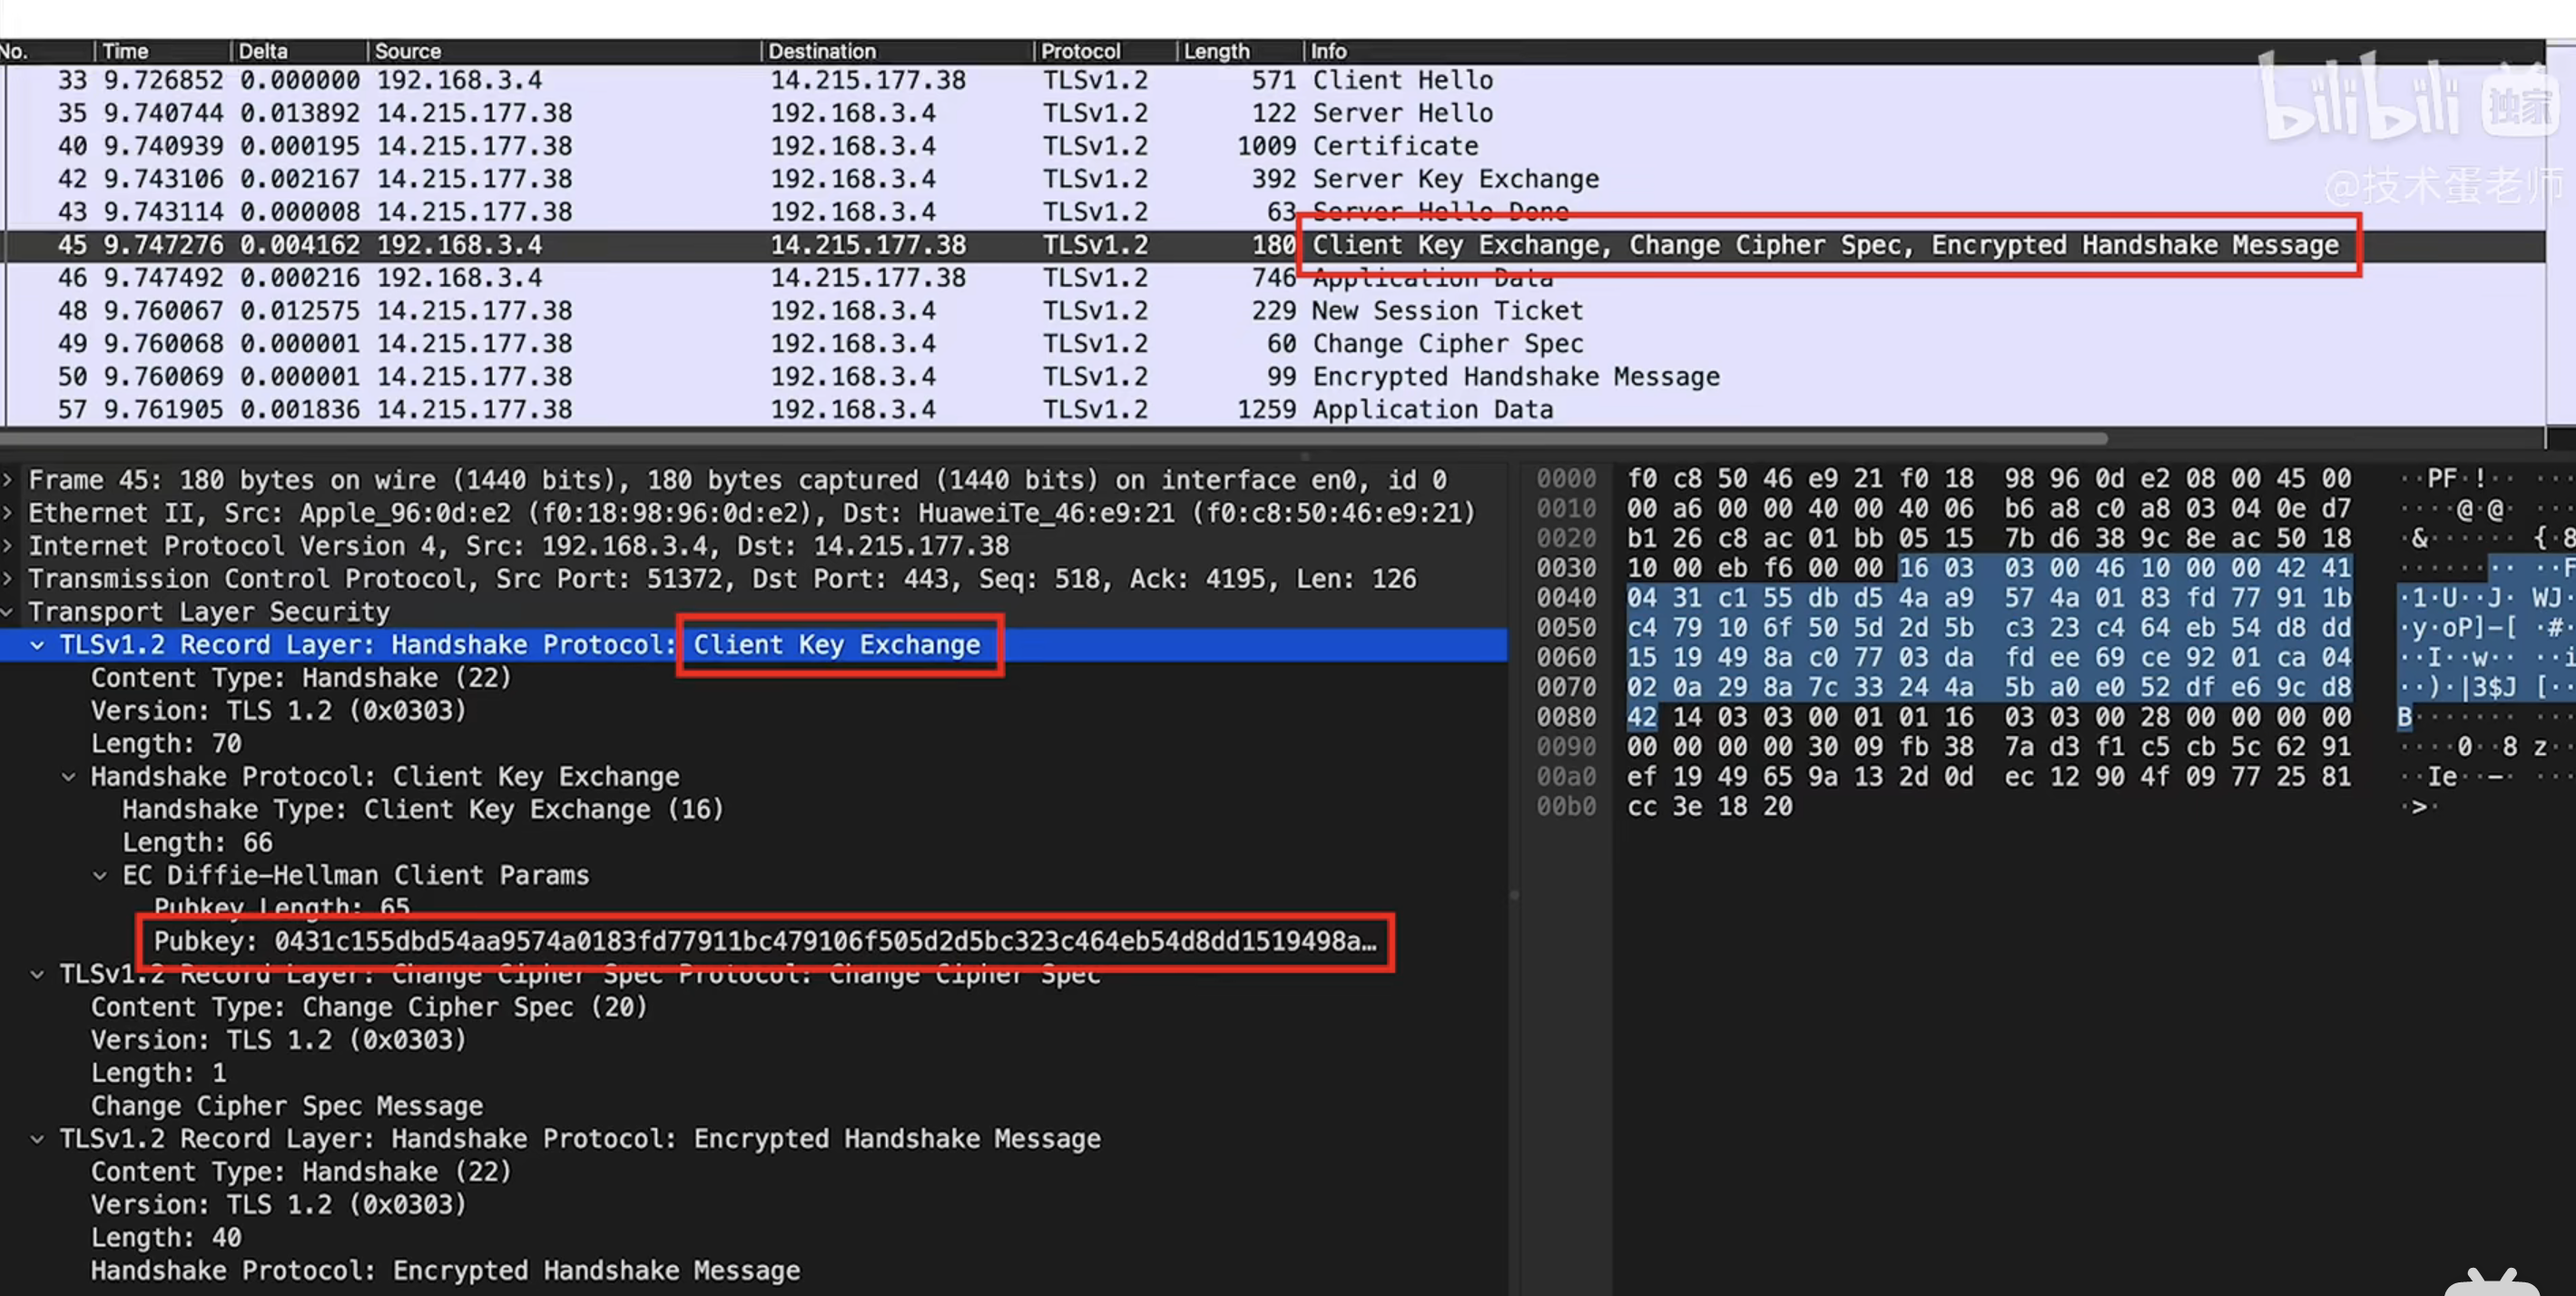 No. Time Delta Source Destination Protocol Length Info
33 9.726852 0.000000 192.168.3.4 14.215.177.38 TLSv1.2 571 Client Hello
35 9.740744 0.013892 14.215.177.38 192.168.3.4 TLSv1.2 122 Server Hello
40 9.740939 0.000195 14.215.177.38 192.168.3.4 TLSv1.2 1009 Certificate
42 9.743106 0.002167 14.215.177.38 192.168.3.4 TLSv1.2 392 Server Key Exchange
43 9.743114 0.000008 14.215.177.38 192.168.3.4 TLSv1.2 63 Server Hello Done
45 9.747276 0.004162 192.168.3.4 14.215.177.38 TLSv1.2 180 Client Key Exchange, Change Cipher Spec, Encrypted Handshake Message
46 9.747492 0.000216 192.168.3.4 14.215.177.38 TLSv1.2 746 Application Data
48 9.760067 0.012575 14.215.177.38 192.168.3.4 TLSv1.2 229 New Session Ticket
49 9.760068 0.000001 14.215.177.38 192.168.3.4 TLSv1.2 60 Change Cipher Spec
50 9.760069 0.000001 14.215.177.38 192.168.3.4 TLSv1.2 99 Encrypted Handshake Message
57 9.761905 0.001836 14.215.177.38 192.168.3.4 TLSv1.2 1259 Application Data
bilibili 独家
@技术蛋老师
Frame 45: 180 bytes on wire (1440 bits), 180 bytes captured (1440 bits) on interface en0, id 0
Ethernet II, Src: Apple_96:0d:e2 (f0:18:98:96:0d:e2), Dst: HuaweiTe_46:e9:21 (f0:c8:50:46:e9:21)
Internet Protocol Version 4, Src: 192.168.3.4, Dst: 14.215.177.38
Transmission Control Protocol, Src Port: 51372, Dst Port: 443, Seq: 518, Ack: 4195, Len: 126
Transport Layer Security
TLSv1.2 Record Layer: Handshake Protocol: Client Key Exchange
Content Type: Handshake (22)
Version: TLS 1.2 (0x0303)
Length: 70
Handshake Protocol: Client Key Exchange
Handshake Type: Client Key Exchange (16)
Length: 66
EC Diffie-Hellman Client Params
Pubkey Length: 65
Pubkey: 0431c155dbd54aa9574a0183fd77911bc479106f505d2d5bc323c464eb54d8dd1519498a…
TLSv1.2 Record Layer: Change Cipher Spec Protocol: Change Cipher Spec
Content Type: Change Cipher Spec (20)
Version: TLS 1.2 (0x0303)
Length: 1
Change Cipher Spec Message
TLSv1.2 Record Layer: Handshake Protocol: Encrypted Handshake Message
Content Type: Handshake (22)
Version: TLS 1.2 (0x0303)
Length: 40
Handshake Protocol: Encrypted Handshake Message
0000 f0 c8 50 46 e9 21 f0 18 98 96 0d e2 08 00 45 00 ··PF·!·· ····
0010 00 a6 00 00 40 00 40 06 b6 a8 c0 a8 03 04 0e d7 ····@·@· ····
0020 b1 26 c8 ac 01 bb 05 15 7b d6 38 9c 8e ac 50 18 ·&······ {·8
0030 10 00 eb f6 00 00 16 03 03 00 46 10 00 00 42 41 ········ ··F
0040 04 31 c1 55 db d5 4a a9 57 4a 01 83 fd 77 91 1b ·1·U··J· WJ·
0050 c4 79 10 6f 50 5d 2d 5b c3 23 c4 64 eb 54 d8 dd ·y·oP]-[ ·#·
0060 15 19 49 8a c0 77 03 da fd ee 69 ce 92 01 ca 04 ··I··w·· ··i
0070 02 0a 29 8a 7c 33 24 4a 5b a0 e0 52 df e6 9c d8 ··)·|3$J [··
0080 42 14 03 03 00 01 01 16 03 03 00 28 00 00 00 00 B······· ···
0090 00 00 00 00 30 09 fb 38 7a d3 f1 c5 cb 5c 62 91 ····0··8 z··
00a0 ef 19 49 65 9a 13 2d 0d ec 12 90 4f 09 77 25 81 ··Ie··-· ···
00b0 cc 3e 18 20 ·>·